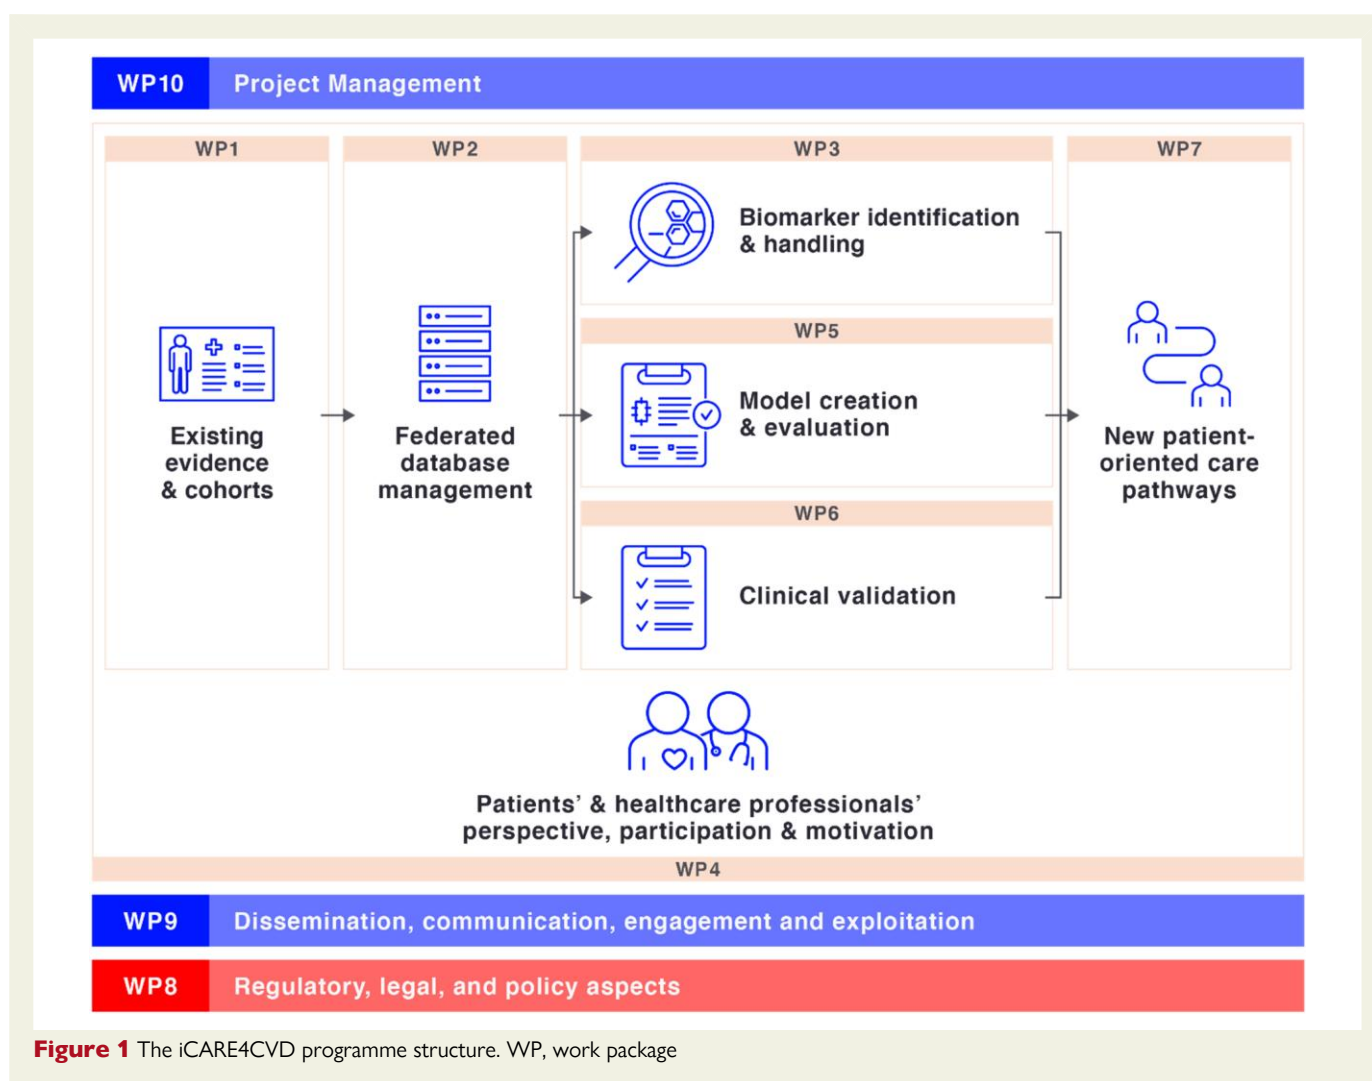 WP10 Project Management
WP1
Existing
evidence
& cohorts
WP2
Federated
database
management
WP3
Biomarker identification
& handling
WP5
Model creation
& evaluation
WP6
Clinical validation
WP7
New patient-
oriented care
pathways
Patients’ & healthcare professionals’
perspective, participation & motivation
WP4
WP9 Dissemination, communication, engagement and exploitation
WP8 Regulatory, legal, and policy aspects
Figure 1 The iCARE4CVD programme structure. WP, work package